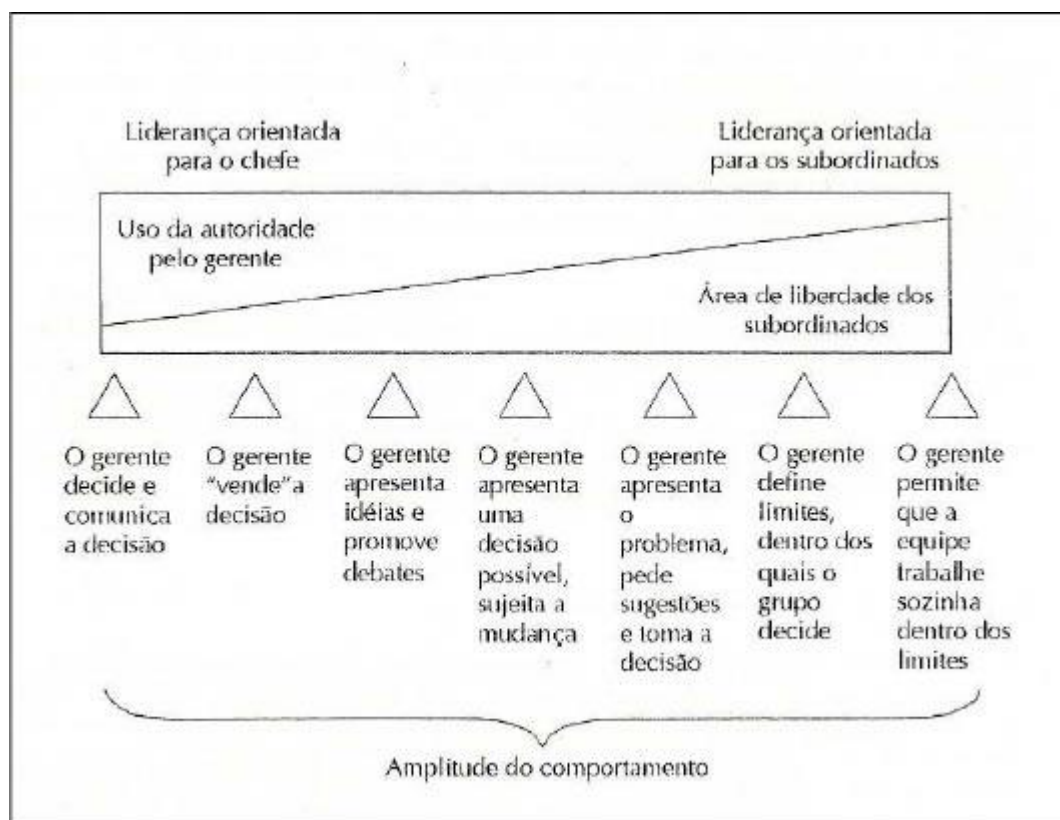 Liderança orientada
para o chefe
Liderança orientada
para os subordinados
Uso da autoridade
pelo gerente
Área de liberdade dos
subordinados
O gerente
decide e
comunica
a decisão
O gerente
“vende”a
decisão
O gerente
apresenta
idéias e
promove
debates
O gerente
apresenta
uma
decisão
possível,
sujeita a
mudança
O gerente
apresenta
o
problema,
pede
sugestões
e toma a
decisão
O gerente
define
limites,
dentro dos
quais o
grupo
decide
O gerente
permite
que a
equipe
trabalhe
sozinha
dentro dos
limites
Amplitude do comportamento